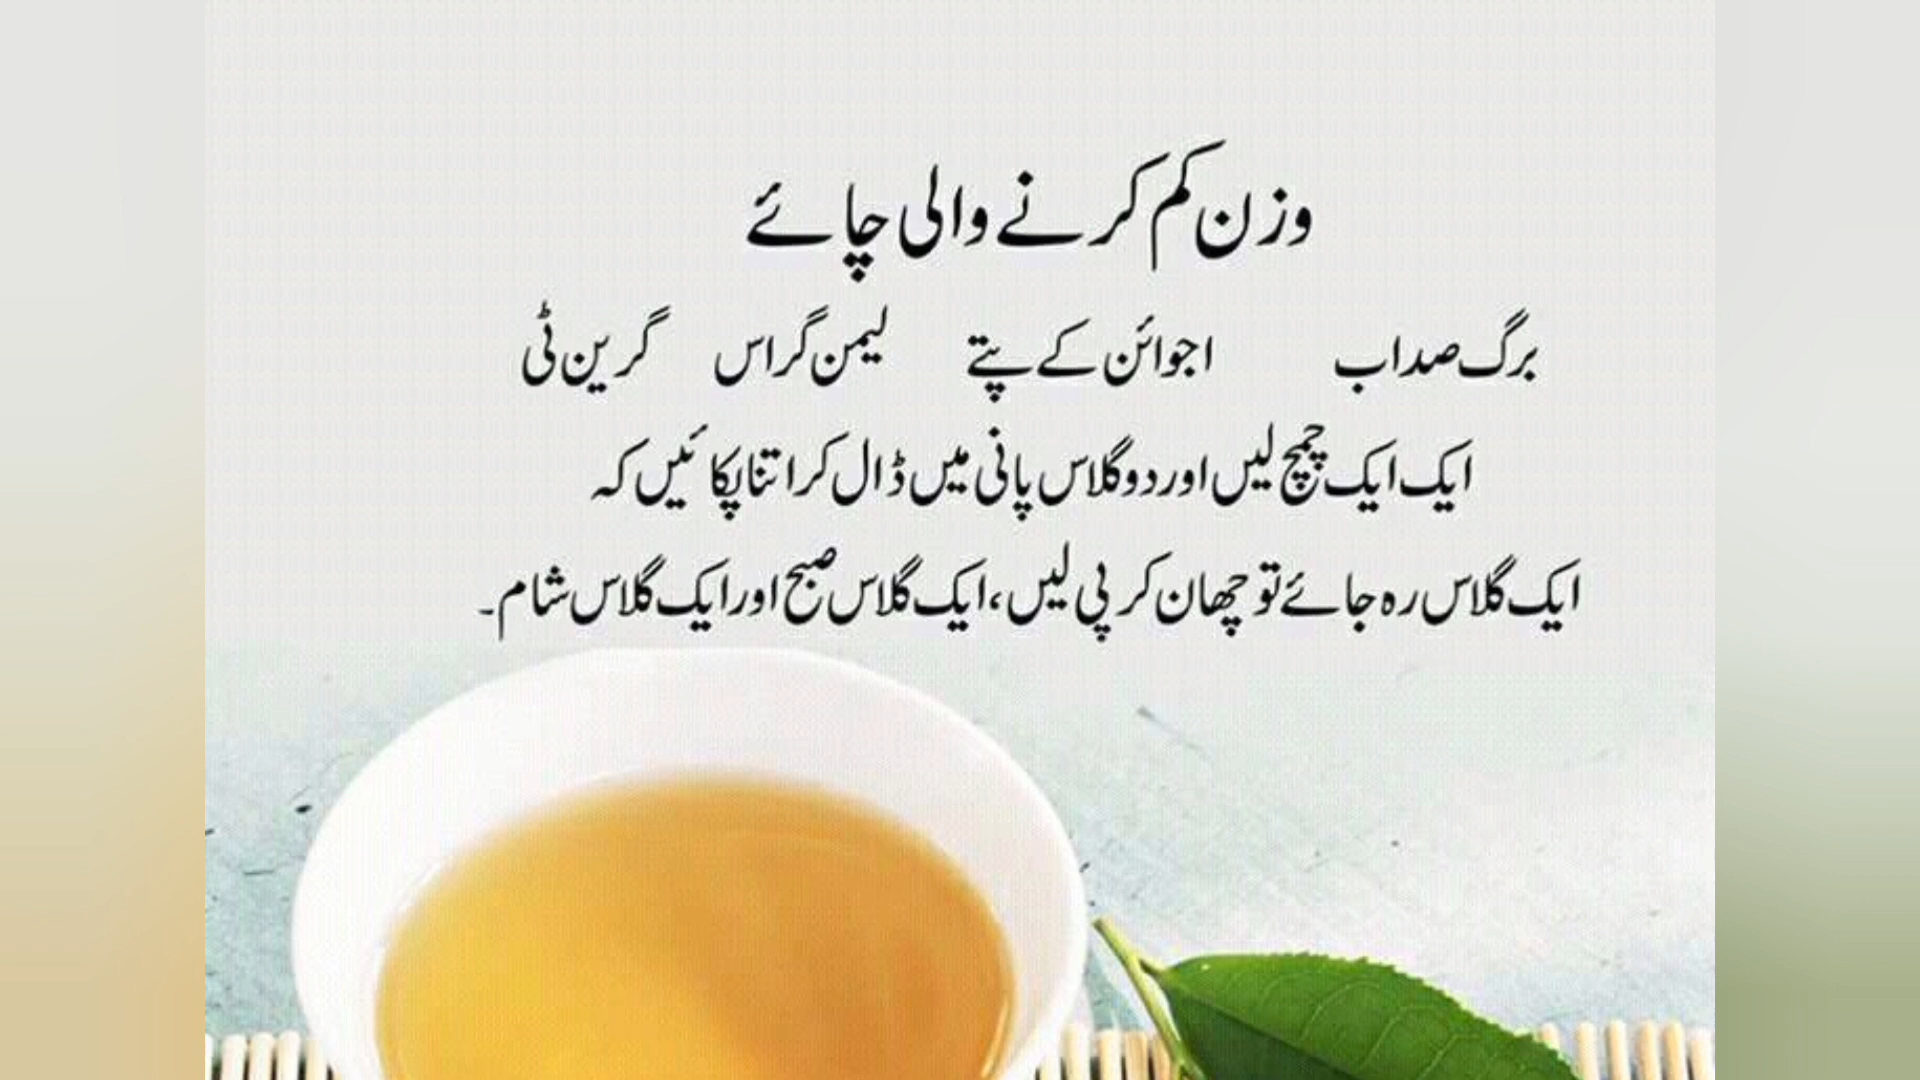 وزن کم کرنے والی چائے
برگ صداب اجوائن کے پتے لیمن گراس گرین ٹی
ایک ایک چمچ لیں اور دو گلاس پانی میں ڈال کر اتنا پکائیں کہ
ایک گلاس رہ جائے تو چھان کر پی لیں، ایک گلاس صبح اور ایک گلاس شام۔